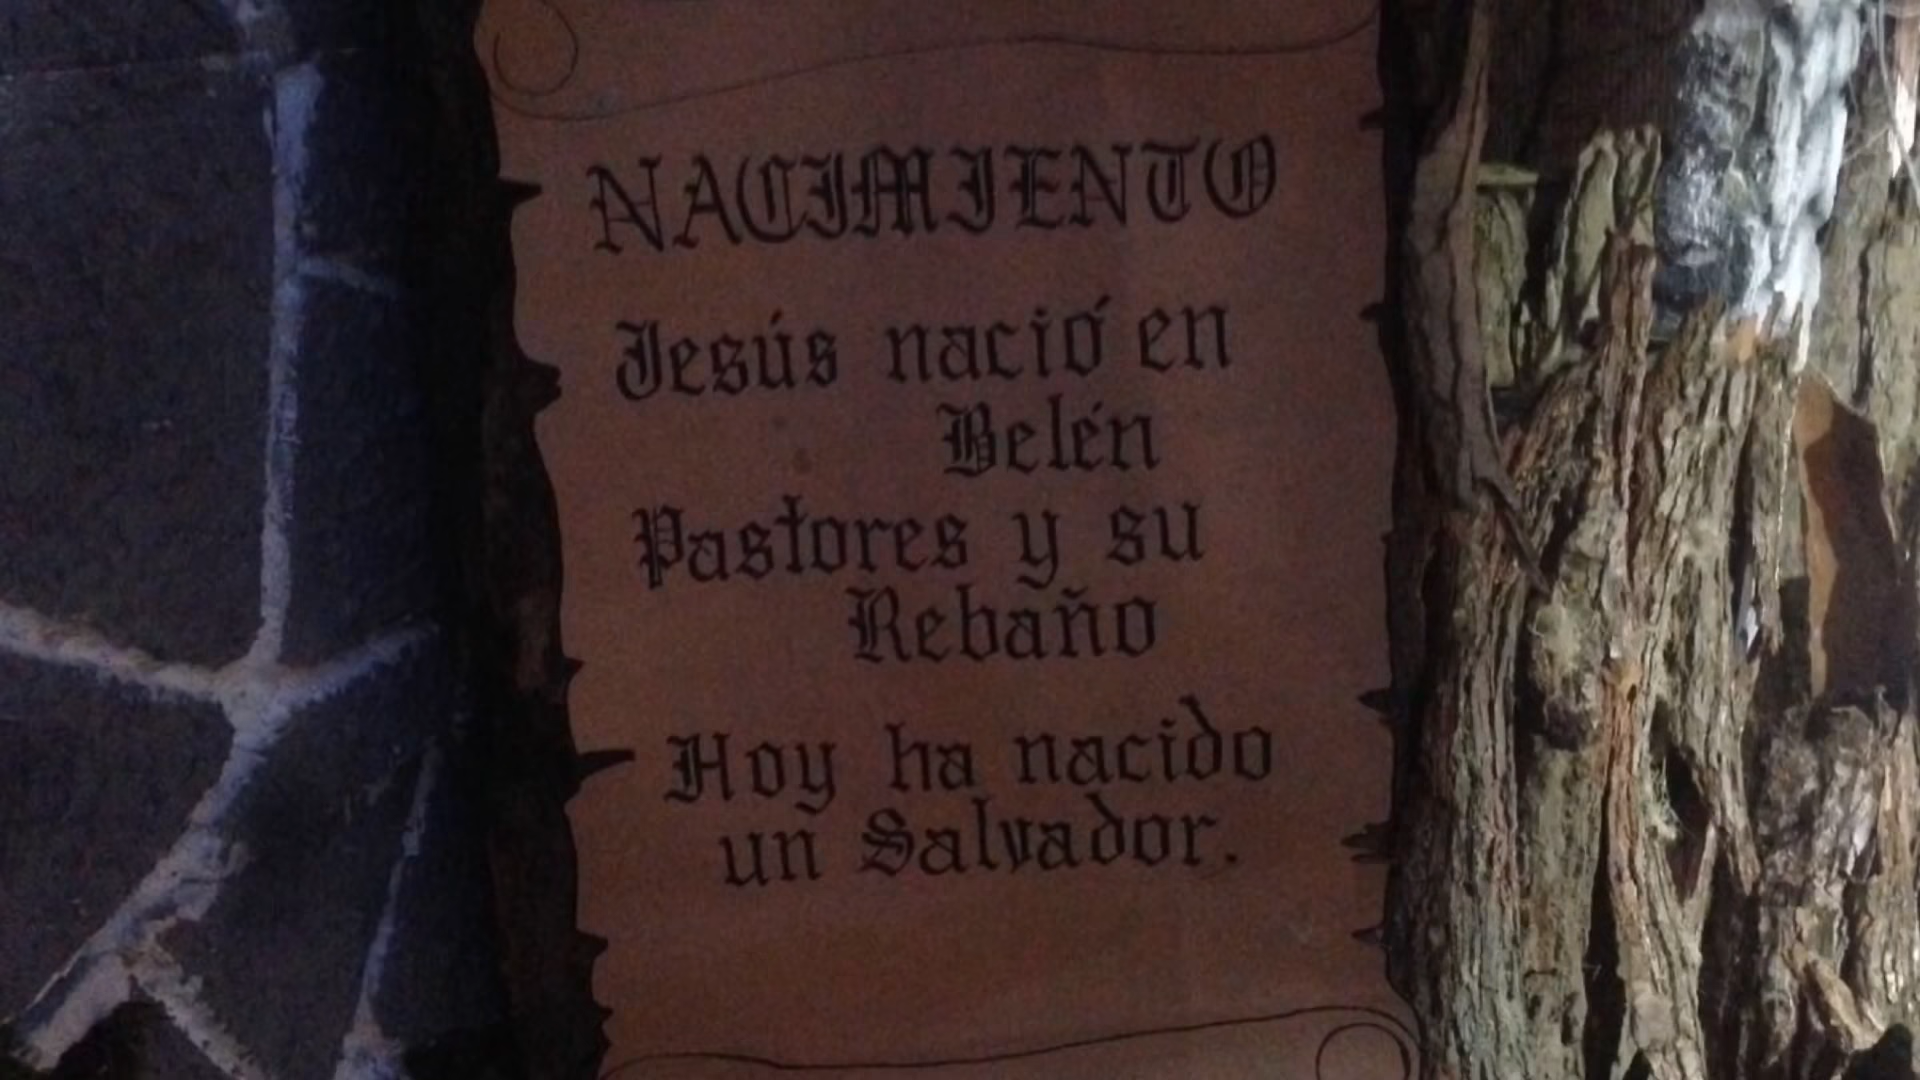 NACIMIENTO
Jesús nació en
Belén
Pastores y su
Rebaño
Hoy ha nacido
un Salvador.